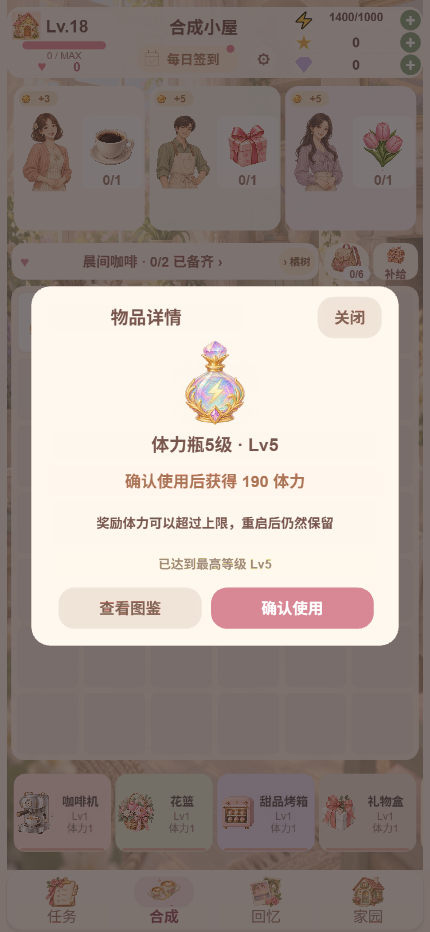 Lv.18
合成小屋
1400/1000
0 / MAX
♥ 0
每日签到
0
0
+3
+5
+5
0/1
0/1
0/1
♥ 晨间咖啡 · 0/2 已备齐 ›
› 橘树
0/6
补给
物品详情
关闭
体力瓶5级 · Lv5
确认使用后获得 190 体力
奖励体力可以超过上限，重启后仍然保留
已达到最高等级 Lv5
查看图鉴
确认使用
咖啡机
Lv1
体力1
花篮
Lv1
体力1
甜品烤箱
Lv1
体力1
礼物盒
Lv1
体力1
任务
合成
回忆
家园